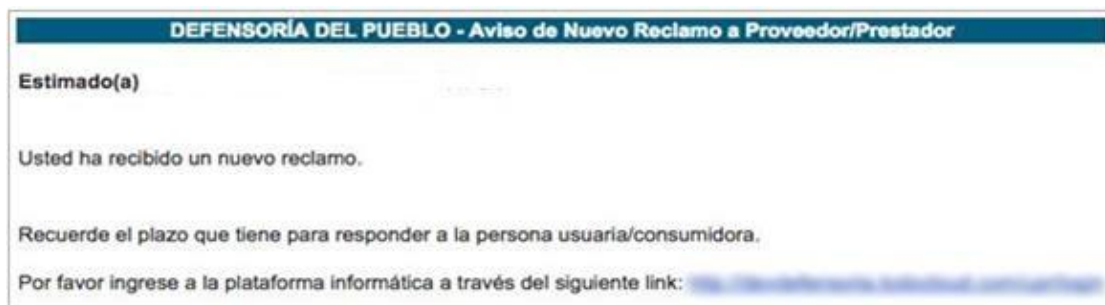 DEFENSORÍA DEL PUEBLO - Aviso de Nuevo Reclamo a Proveedor/Prestador
Estimado(a)
Usted ha recibido un nuevo reclamo.
Recuerde el plazo que tiene para responder a la persona usuaria/consumidora.
Por favor ingrese a la plataforma informática a través del siguiente link: